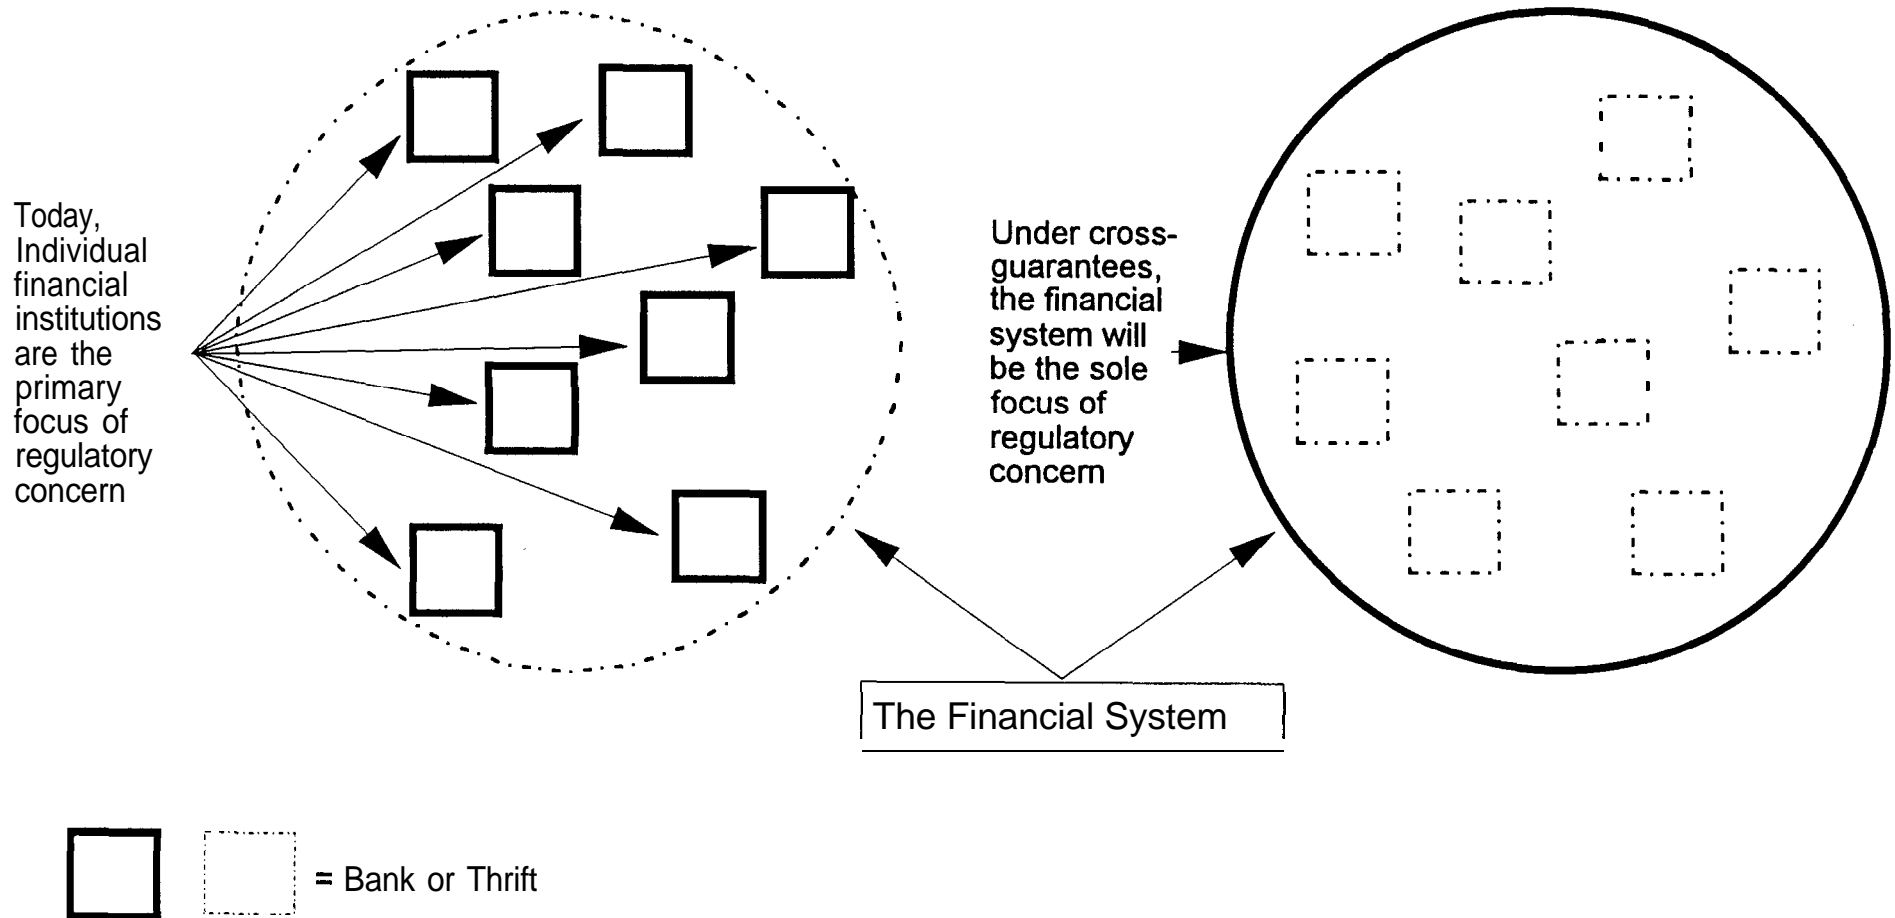 Today,
Individual
financial
institutions
are the
primary
focus of
regulatory
concern
Under cross-
guarantees,
the financial
system will
be the sole
focus of
regulatory
concern
The Financial System
= Bank or Thrift